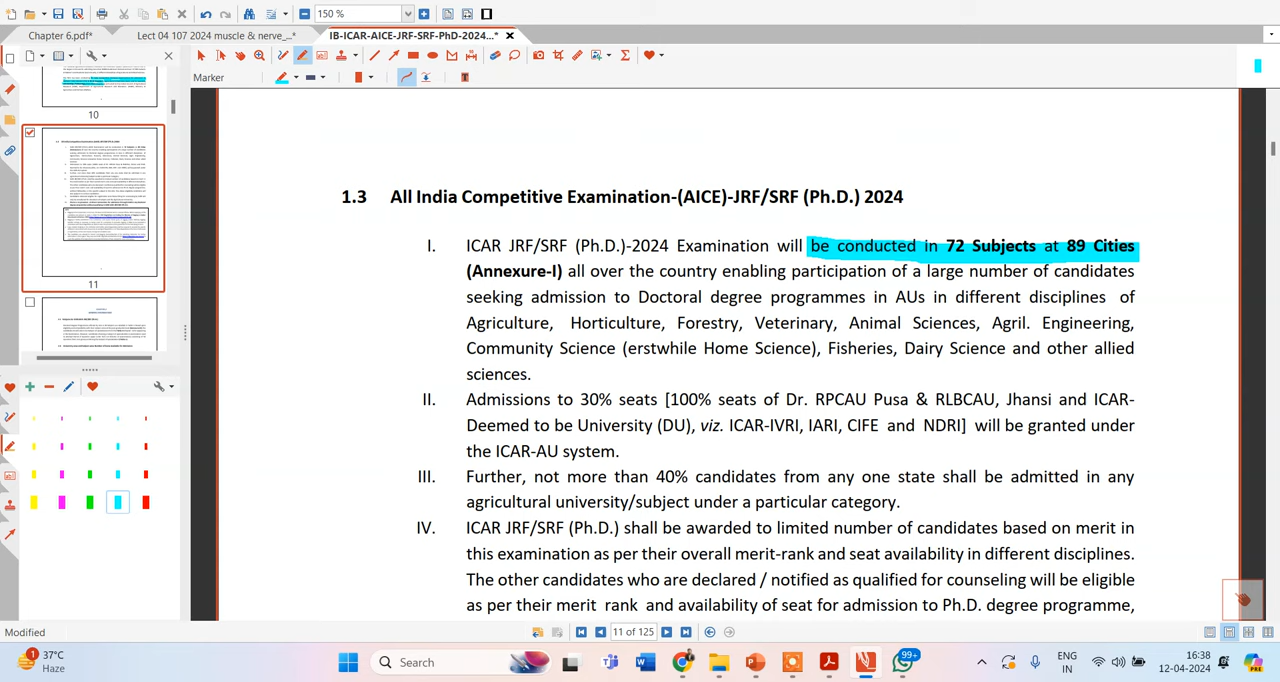 150 %
Chapter 6.pdf*
Lect 04 107 2024 muscle & nerve_...*
IB-ICAR-AICE-JRF-SRF-PhD-2024...*
Marker
10
11
1.3 All India Competitive Examination-(AICE)-JRF/SRF (Ph.D.) 2024
I. ICAR JRF/SRF (Ph.D.)-2024 Examination will be conducted in 72 Subjects at 89 Cities
(Annexure-I) all over the country enabling participation of a large number of candidates
seeking admission to Doctoral degree programmes in AUs in different disciplines of
Agriculture, Horticulture, Forestry, Veterinary, Animal Sciences, Agril. Engineering,
Community Science (erstwhile Home Science), Fisheries, Dairy Science and other allied
sciences.
II. Admissions to 30% seats [100% seats of Dr. RPCAU Pusa & RLBCAU, Jhansi and ICAR-
Deemed to be University (DU), viz. ICAR-IVRI, IARI, CIFE and NDRI] will be granted under
the ICAR-AU system.
III. Further, not more than 40% candidates from any one state shall be admitted in any
agricultural university/subject under a particular category.
IV. ICAR JRF/SRF (Ph.D.) shall be awarded to limited number of candidates based on merit in
this examination as per their overall merit-rank and seat availability in different disciplines.
The other candidates who are declared / notified as qualified for counseling will be eligible
as per their merit rank and availability of seat for admission to Ph.D. degree programme,
Modified
11 of 125
1
37°C
Haze
Search
99+
ENG
IN
16:38
12-04-2024
PRE